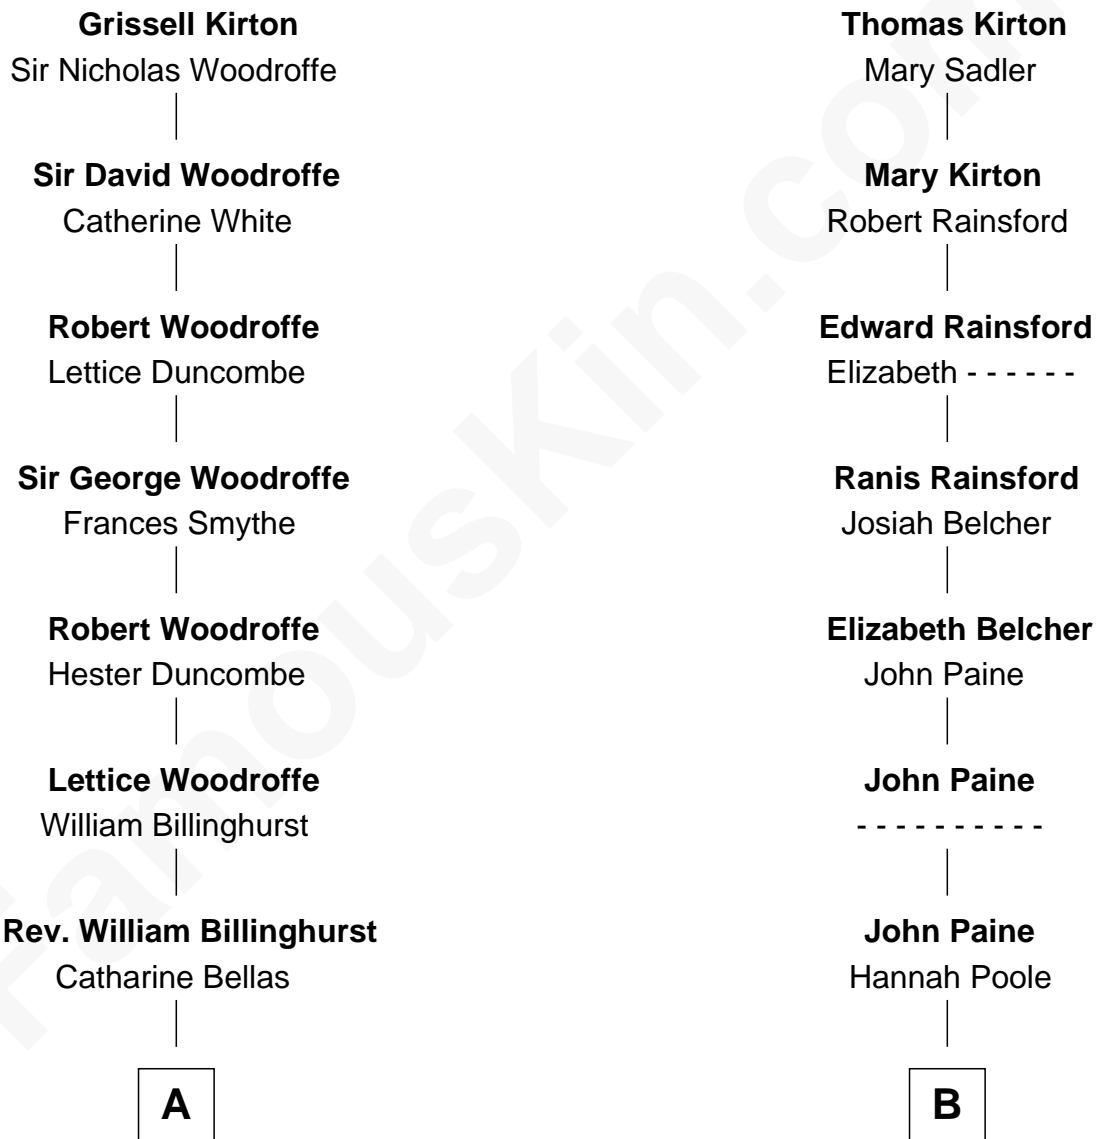 Grissell Kirton
Sir Nicholas Woodroffe
Sir David Woodroffe
Catherine White
Robert Woodroffe
Lettice Duncombe
Sir George Woodroffe
Frances Smythe
Robert Woodroffe
Hester Duncombe
Lettice Woodroffe
William Billinghurst
Rev. William Billinghurst
Catharine Bellas
A
Thomas Kirton
Mary Sadler
Mary Kirton
Robert Rainsford
Edward Rainsford
Elizabeth - - - - - -
Ranis Rainsford
Josiah Belcher
Elizabeth Belcher
John Paine
John Paine
- - - - - - - - - -
John Paine
Hannah Poole
B
FamousKin.com